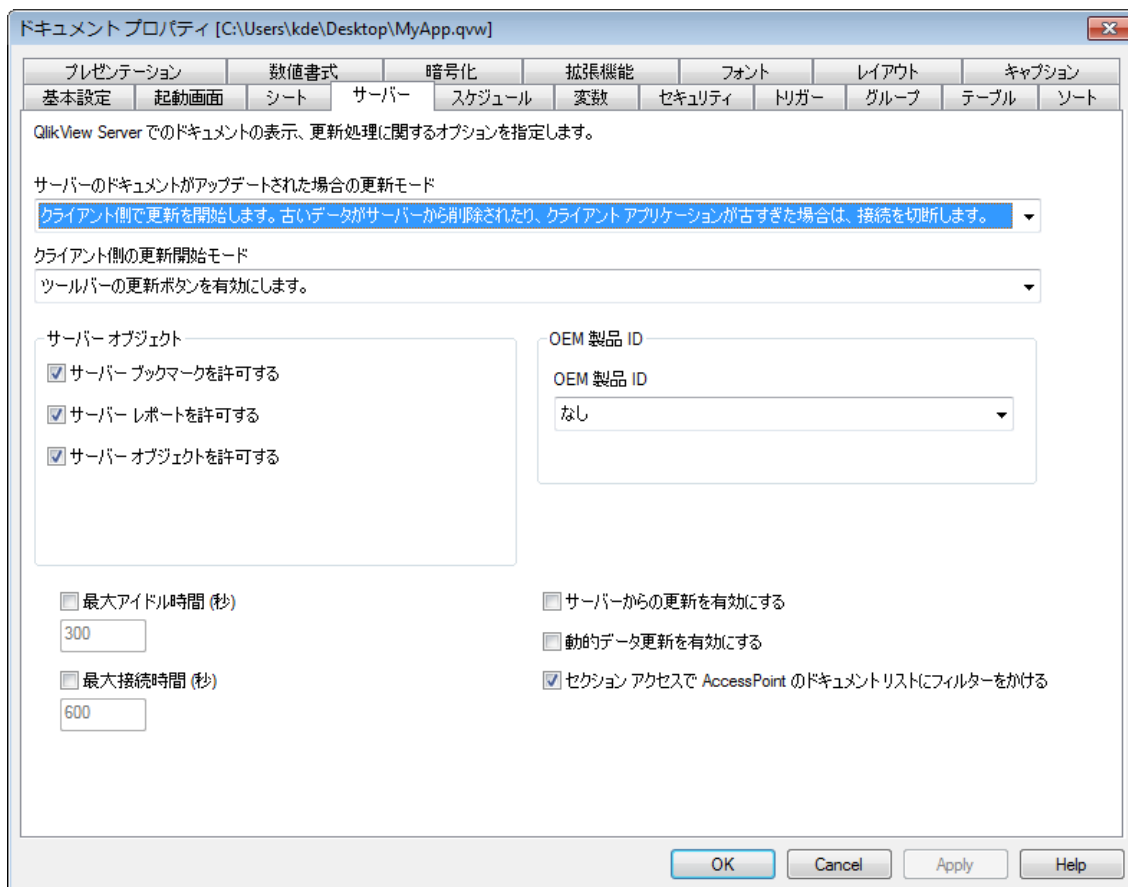 ドキュメント プロパティ [C:\Users\kde\Desktop\MyApp.qvw]
プレゼンテーション 数値書式 暗号化 拡張機能 フォント レイアウト キャプション
基本設定 起動画面 シート サーバー スケジュール 変数 セキュリティ トリガー グループ テーブル ソート
QlikView Server でのドキュメントの表示、更新処理に関するオプションを指定します。
サーバーのドキュメントがアップデートされた場合の更新モード
クライアント側で更新を開始します。古いデータがサーバーから削除されたり、クライアント アプリケーションが古すぎた場合は、接続を切断します。
クライアント側の更新開始モード
ツールバーの更新ボタンを有効にします。
サーバー オブジェクト
サーバー ブックマークを許可する
サーバー レポートを許可する
サーバー オブジェクトを許可する
OEM 製品 ID
OEM 製品 ID
なし
最大アイドル時間 (秒)
300
最大接続時間 (秒)
600
サーバーからの更新を有効にする
動的データ更新を有効にする
セクション アクセスで AccessPoint のドキュメント リストにフィルターをかける
OK Cancel Apply Help